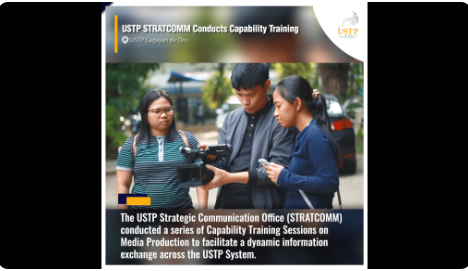 USTP STRATCOMM Conducts Capability Training
USTP Cagayan de Oro
USTP
The USTP Strategic Communication Office (STRATCOMM)
conducted a series of Capability Training Sessions on
Media Production to facilitate a dynamic information
exchange across the USTP System.